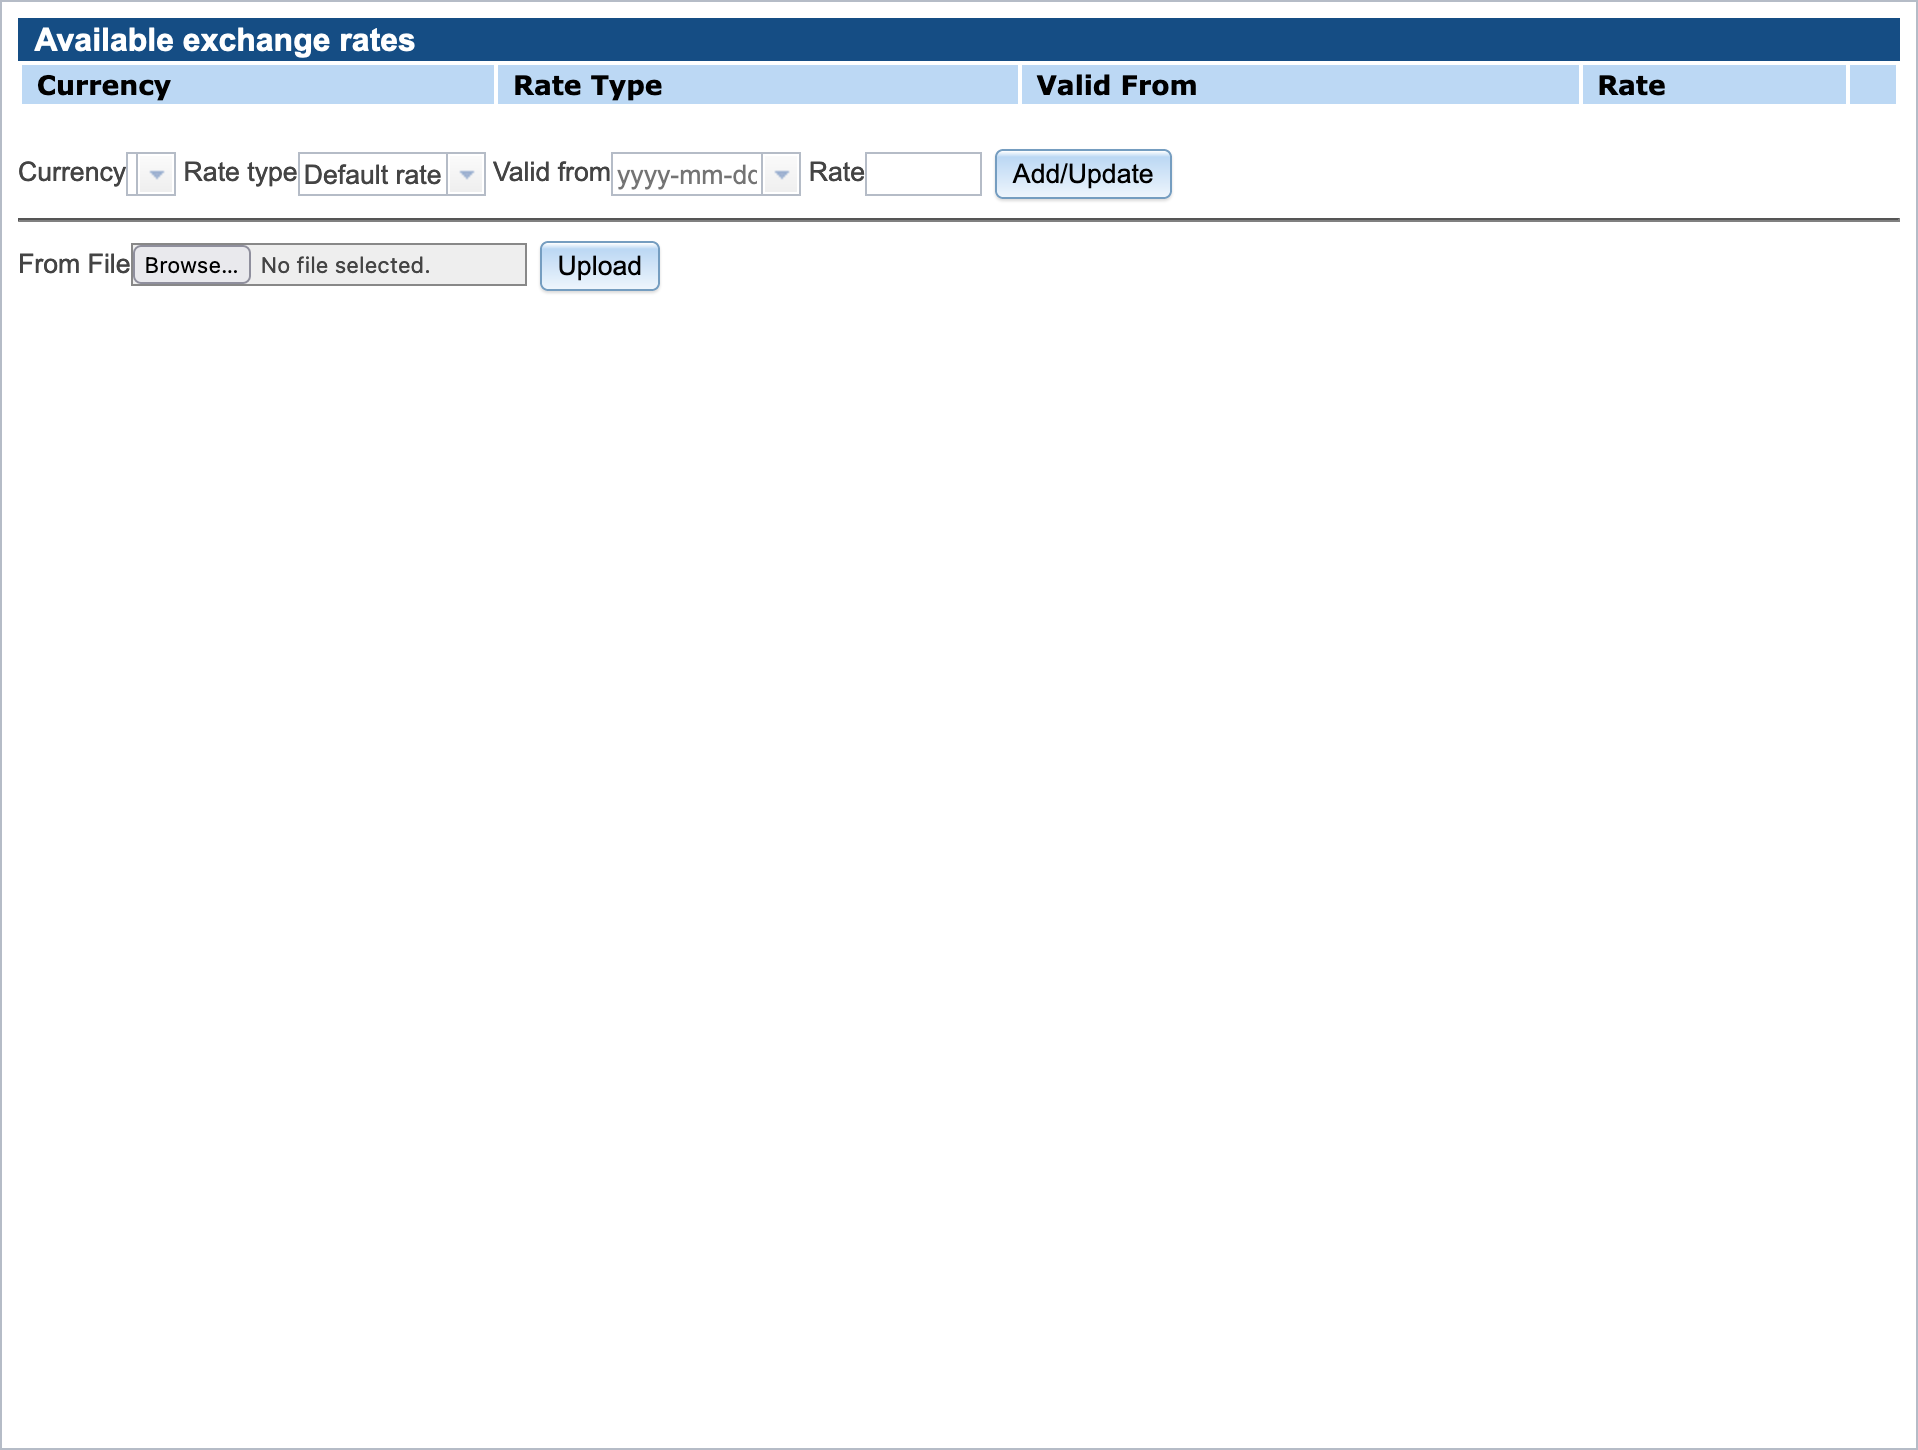 Available exchange rates
Currency Rate Type Valid From Rate
Currency Rate type Default rate Valid from yyyy-mm-dd Rate Add/Update
From File Browse... No file selected. Upload